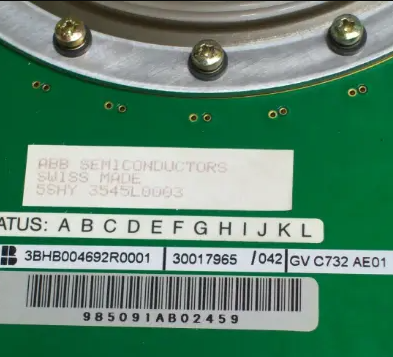 ABB SEMICONDUCTORS
SWISS MADE
5SHY 3545L0003
ATUS: A B C D E F G H I J K L
3BHB004692R0001 30017965 /042 GV C732 AE01
985091AB02459